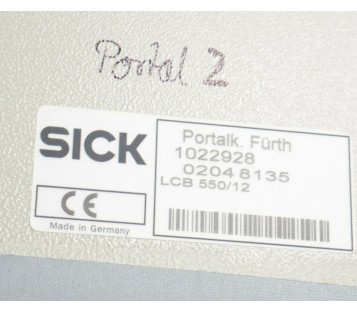 Portal 2
SICK
Portalk. Fürth
1022928
0204 8135
LCB 550/12
CE
Made in Germany